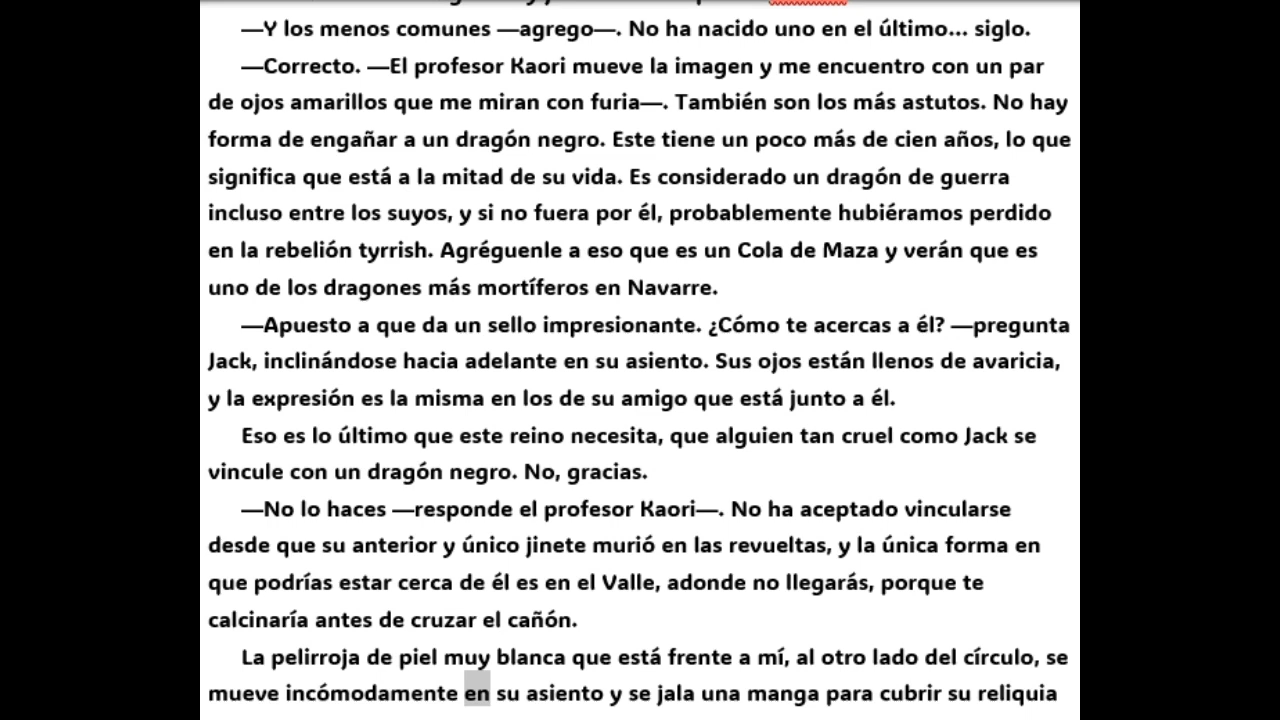 —Y los menos comunes —agrego—. No ha nacido uno en el último... siglo.
—Correcto. —El profesor Kaori mueve la imagen y me encuentro con un par
de ojos amarillos que me miran con furia—. También son los más astutos. No hay
forma de engañar a un dragón negro. Este tiene un poco más de cien años, lo que
significa que está a la mitad de su vida. Es considerado un dragón de guerra
incluso entre los suyos, y si no fuera por él, probablemente hubiéramos perdido
en la rebelión tyrrish. Agréguenle a eso que es un Cola de Maza y verán que es
uno de los dragones más mortíferos en Navarre.
—Apuesto a que da un sello impresionante. ¿Cómo te acercas a él? —pregunta
Jack, inclinándose hacia adelante en su asiento. Sus ojos están llenos de avaricia,
y la expresión es la misma en los de su amigo que está junto a él.
Eso es lo último que este reino necesita, que alguien tan cruel como Jack se
vincule con un dragón negro. No, gracias.
—No lo haces —responde el profesor Kaori—. No ha aceptado vincularse
desde que su anterior y único jinete murió en las revueltas, y la única forma en
que podrías estar cerca de él es en el Valle, adonde no llegarás, porque te
calcinaría antes de cruzar el cañón.
La pelirroja de piel muy blanca que está frente a mí, al otro lado del círculo, se
mueve incómodamente en su asiento y se jala una manga para cubrir su reliquia